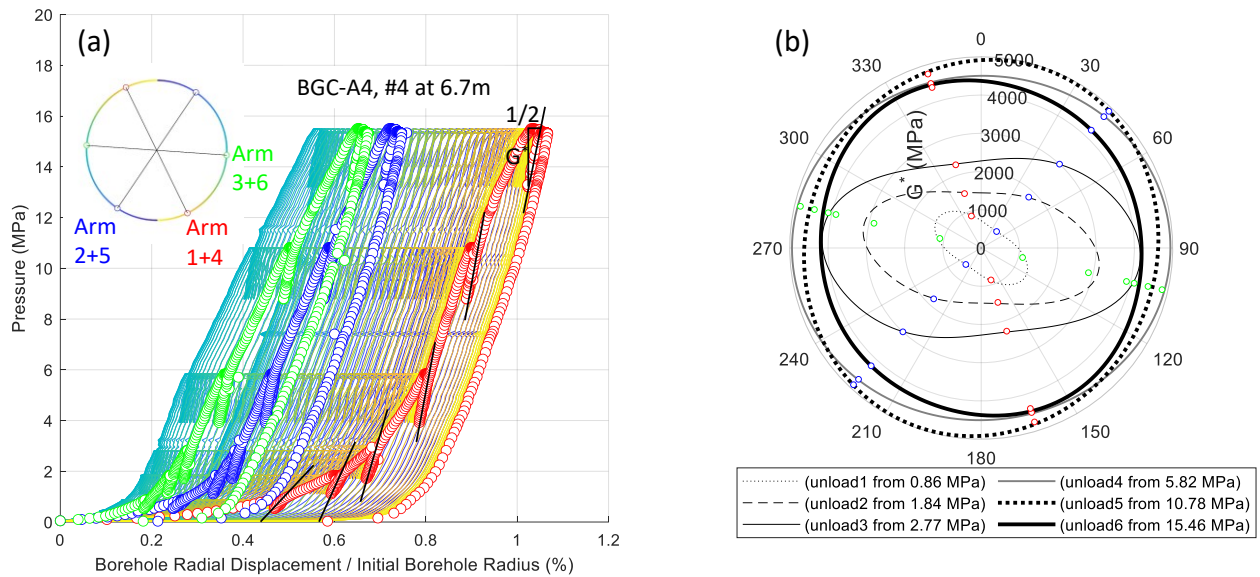 (a)
20
18
16
14
12
10
8
6
4
2
0
Pressure (MPa)
BGC-A4, #4 at 6.7m
1/2
G*
Arm
3+6
Arm
2+5
Arm
1+4
0
0.2
0.4
0.6
0.8
1
1.2
Borehole Radial Displacement / Initial Borehole Radius (%)
(b)
0
30
60
90
120
150
180
210
240
270
300
330
5000
4000
3000
2000
1000
0
G* (MPa)
(unload1 from 0.86 MPa)
(unload2 from 1.84 MPa)
(unload3 from 2.77 MPa)
(unload4 from 5.82 MPa)
(unload5 from 10.78 MPa)
(unload6 from 15.46 MPa)